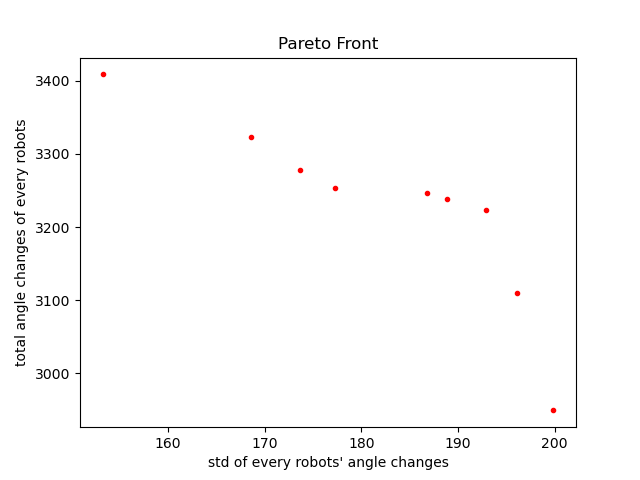 Pareto Front
total angle changes of every robots
3400
3300
3200
3100
3000
160 170 180 190 200
std of every robots' angle changes